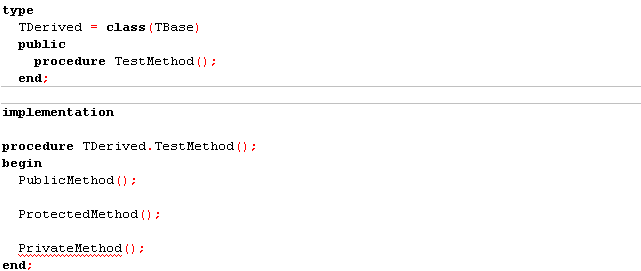 type
  TDerived = class(TBase)
  public
    procedure TestMethod();
  end;
implementation
procedure TDerived.TestMethod();
begin
  PublicMethod();
  ProtectedMethod();
  PrivateMethod();
end;